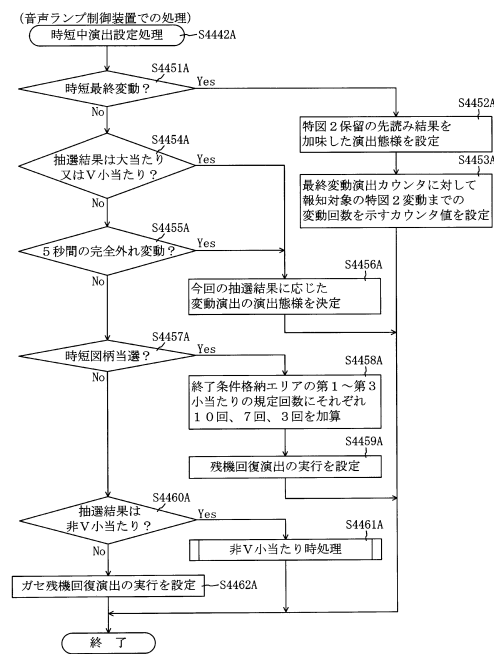 (音声ランプ制御装置での処理)
時短中演出設定処理
S4442A
S4451A
時短最終変動？
Yes
No
S4452A
特図２保留の先読み結果を
加味した演出態様を設定
S4453A
最終変動演出カウンタに対して
報知対象の特図２変動までの
変動回数を示すカウンタ値を設定
S4454A
抽選結果は大当たり
又はＶ小当たり？
Yes
No
S4455A
５秒間の完全外れ変動？
Yes
No
S4456A
今回の抽選結果に応じた
変動演出の演出態様を決定
S4457A
時短図柄当選？
Yes
No
S4458A
終了条件格納エリアの第１～第３
小当たりの規定回数にそれぞれ
１０回、７回、３回を加算
S4459A
残機回復演出の実行を設定
S4460A
抽選結果は
非Ｖ小当たり？
Yes
No
S4461A
非Ｖ小当たり時処理
ガセ残機回復演出の実行を設定
S4462A
終 了